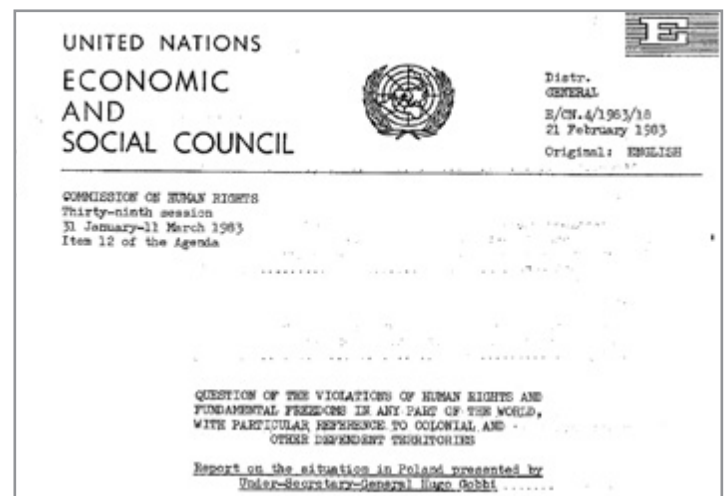 UNITED NATIONS
ECONOMIC
AND
SOCIAL COUNCIL
E
Distr.
GENERAL
E/CN.4/1983/18
21 February 1983
Original: ENGLISH
COMMISSION ON HUMAN RIGHTS
Thirty-ninth session
31 January-11 March 1983
Item 12 of the Agenda
QUESTION OF THE VIOLATIONS OF HUMAN RIGHTS AND
FUNDAMENTAL FREEDOMS IN ANY PART OF THE WORLD,
WITH PARTICULAR REFERENCE TO COLONIAL AND
OTHER DEPENDENT TERRITORIES
Report on the situation in Poland presented by
Under-Secretary-General Hugo Gobbi